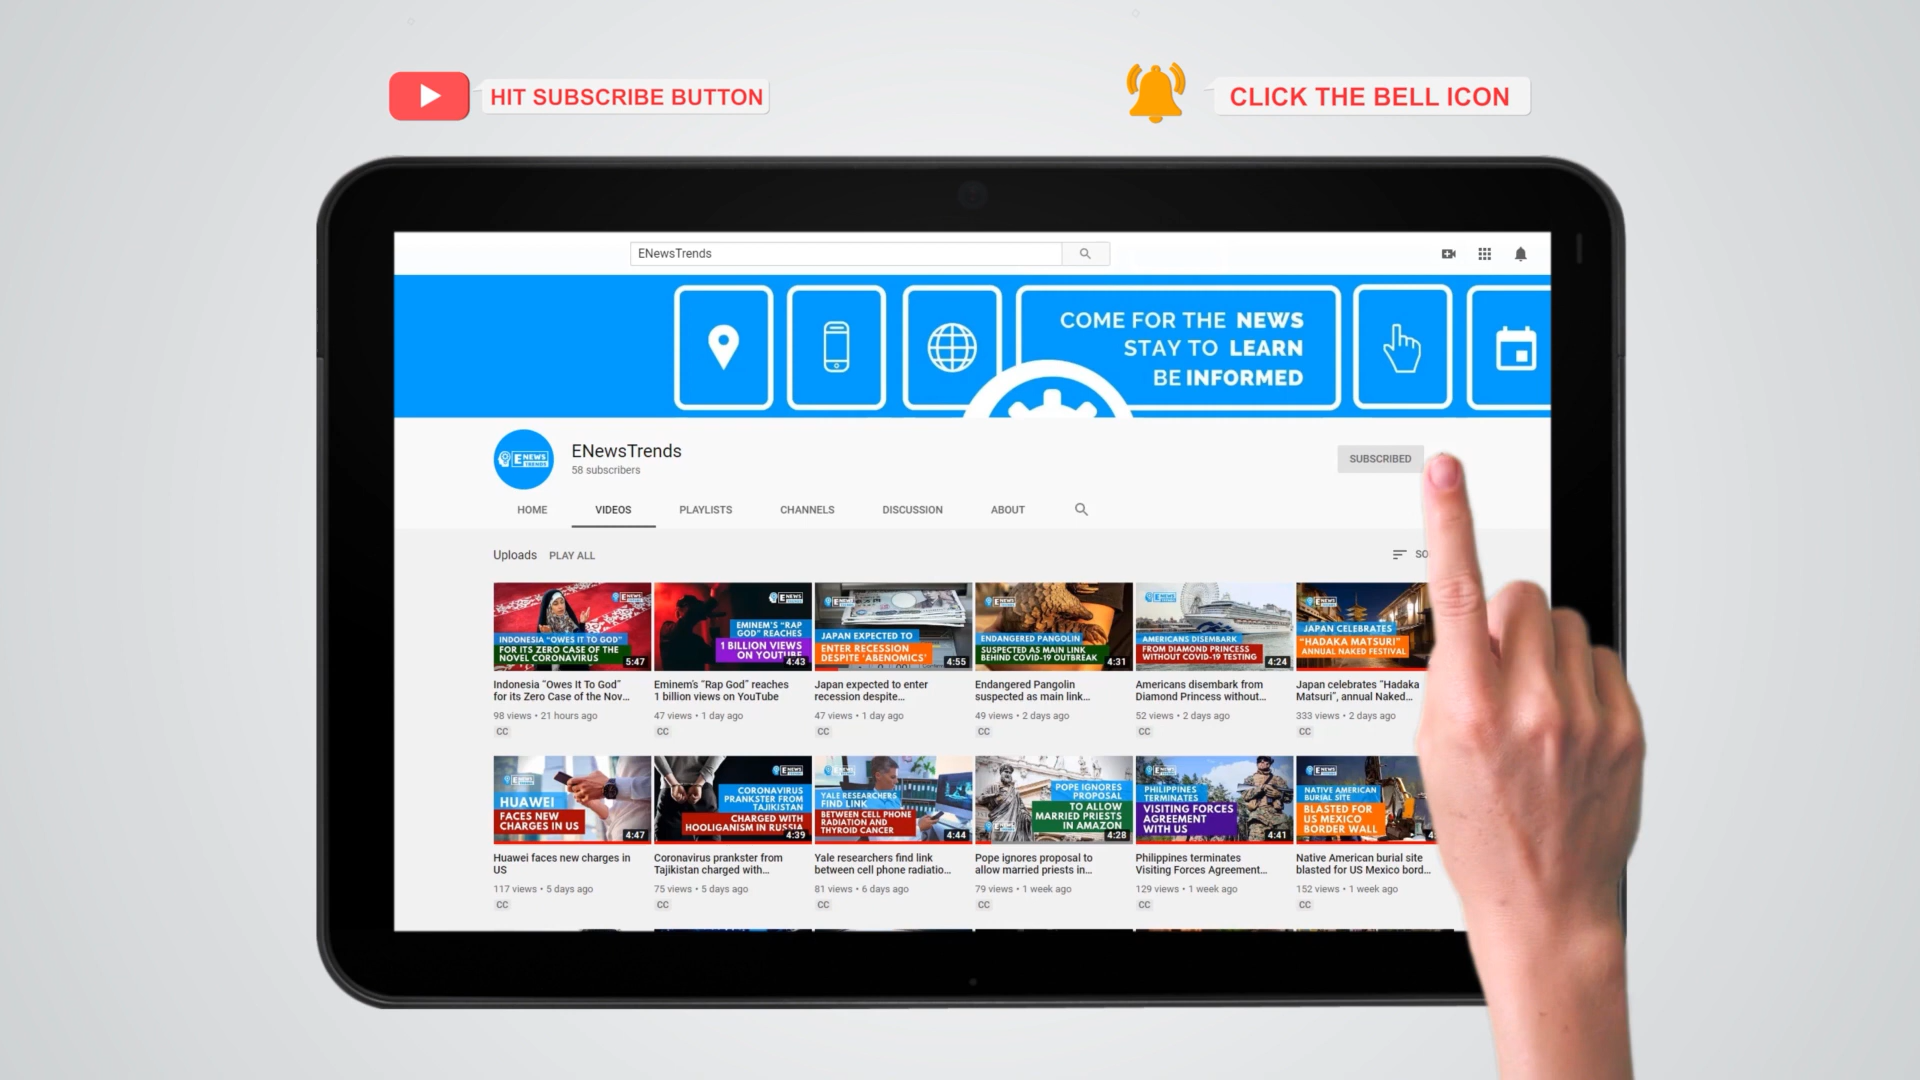 HIT SUBSCRIBE BUTTON
CLICK THE BELL ICON
ENewsTrends
COME FOR THE NEWS
STAY TO LEARN
BE INFORMED
E NEWS
TRENDS
ENewsTrends
58 subscribers
SUBSCRIBED
HOME VIDEOS PLAYLISTS CHANNELS DISCUSSION ABOUT
Uploads PLAY ALL
SO
INDONESIA "OWES IT TO GOD"
FOR ITS ZERO CASE OF THE
NOVEL CORONAVIRUS
5:47
Indonesia "Owes It To God"
for its Zero Case of the Nov...
98 views • 21 hours ago
CC
EMINEM'S "RAP
GOD" REACHES
1 BILLION VIEWS
ON YOUTUBE
4:43
Eminem's "Rap God" reaches
1 billion views on YouTube
47 views • 1 day ago
CC
JAPAN EXPECTED TO
ENTER RECESSION
DESPITE 'ABENOMICS'
4:55
Japan expected to enter
recession despite...
47 views • 1 day ago
CC
ENDANGERED PANGOLIN
SUSPECTED AS MAIN LINK
BEHIND COVID-19 OUTBREAK
4:31
Endangered Pangolin
suspected as main link...
49 views • 2 days ago
CC
AMERICANS DISEMBARK
FROM DIAMOND PRINCESS
WITHOUT COVID-19 TESTING
4:24
Americans disembark from
Diamond Princess without...
52 views • 2 days ago
CC
JAPAN CELEBRATES
"HADAKA MATSURI"
ANNUAL NAKED FESTIVAL
Japan celebrates "Hadaka
Matsuri", annual Naked...
333 views • 2 days ago
CC
HUAWEI
FACES NEW
CHARGES IN US
4:47
Huawei faces new charges in
US
117 views • 5 days ago
CC
CORONAVIRUS
PRANKSTER FROM
TAJIKISTAN
CHARGED WITH
HOOLIGANISM IN RUSSIA
4:39
Coronavirus prankster from
Tajikistan charged with...
75 views • 5 days ago
CC
YALE RESEARCHERS
FIND LINK
BETWEEN CELL PHONE
RADIATION AND
THYROID CANCER
4:44
Yale researchers find link
between cell phone radiatio...
81 views • 6 days ago
CC
POPE IGNORES
PROPOSAL
TO ALLOW
MARRIED PRIESTS
IN AMAZON
4:28
Pope ignores proposal to
allow married priests in...
79 views • 1 week ago
CC
PHILIPPINES
TERMINATES
VISITING FORCES
AGREEMENT
WITH US
4:41
Philippines terminates
Visiting Forces Agreement...
129 views • 1 week ago
CC
NATIVE AMERICAN
BURIAL SITE
BLASTED FOR
US MEXICO
BORDER WALL
4:
Native American burial site
blasted for US Mexico bord...
152 views • 1 week ago
CC